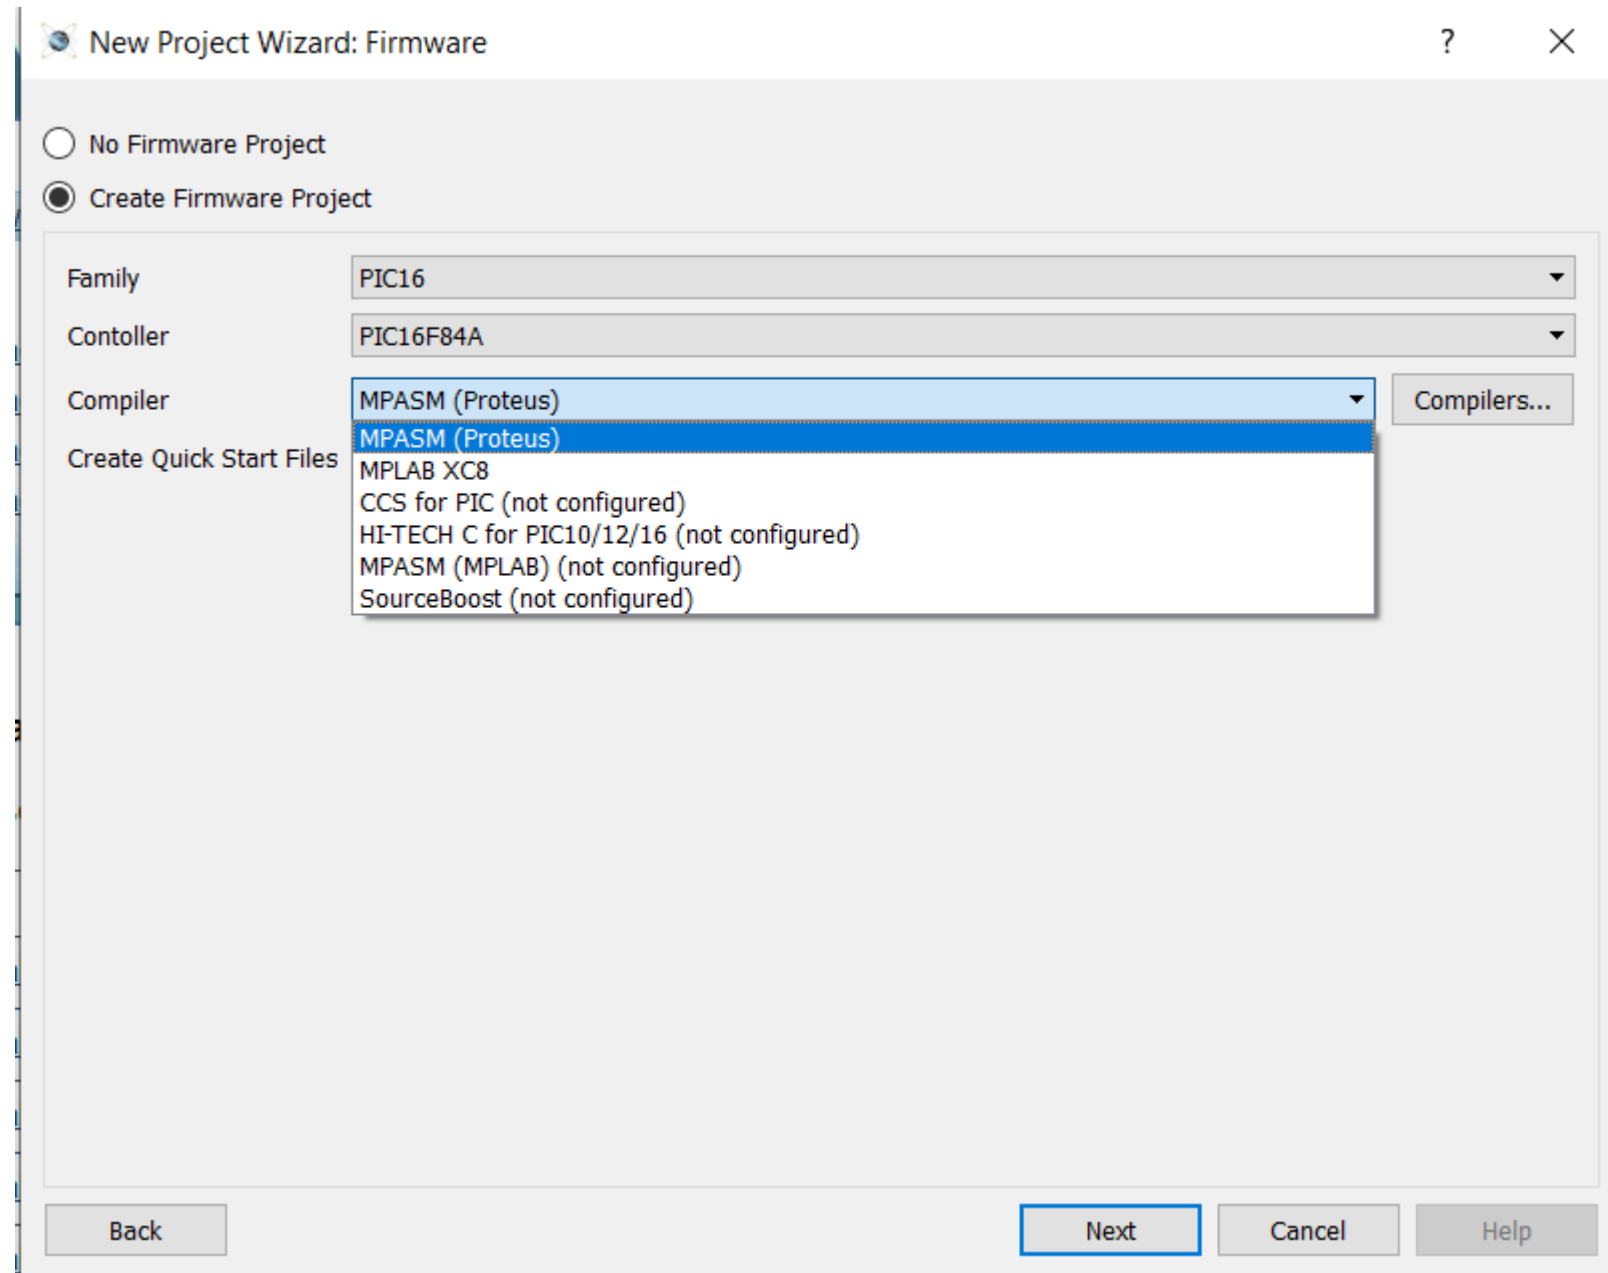 New Project Wizard: Firmware
?
No Firmware Project
Create Firmware Project
Family PIC16
Contoller PIC16F84A
Compiler MPASM (Proteus) Compilers...
MPASM (Proteus)
Create Quick Start Files
MPLAB XC8
CCS for PIC (not configured)
HI-TECH C for PIC10/12/16 (not configured)
MPASM (MPLAB) (not configured)
SourceBoost (not configured)
Back Next Cancel Help